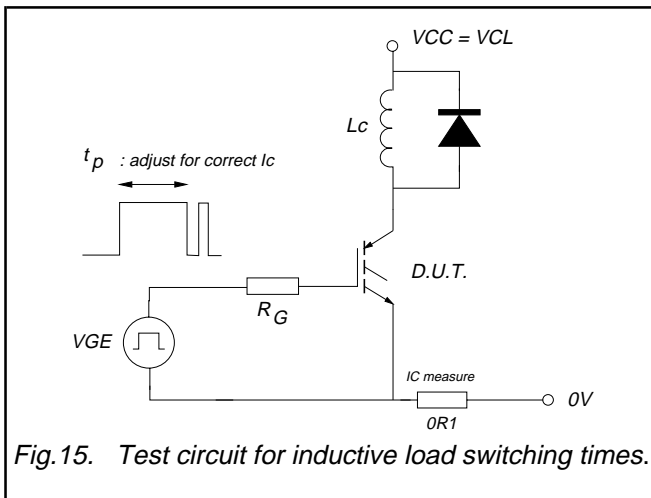 VCC = VCL
Lc
tp : adjust for correct Ic
D.U.T.
RG
VGE
IC measure
0V
0R1
Fig.15. Test circuit for inductive load switching times.